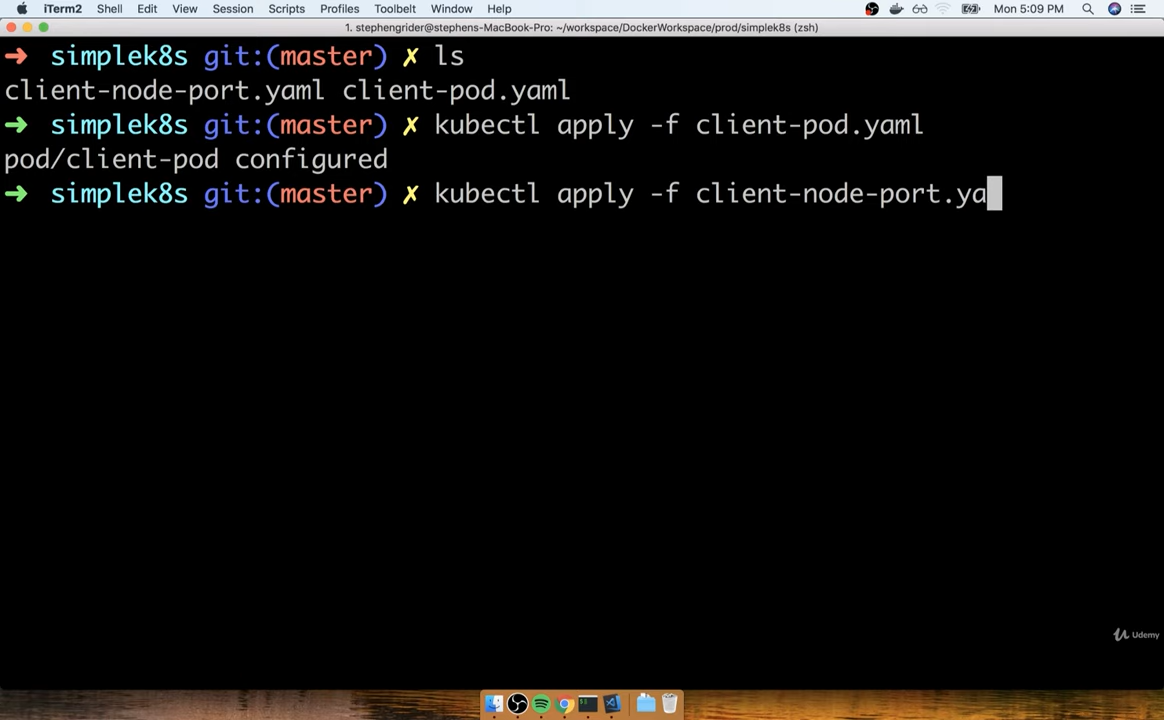 iTerm2 Shell Edit View Session Scripts Profiles Toolbelt Window Help Mon 5:09 PM
1. stephengrider@stephens-MacBook-Pro: ~/workspace/DockerWorkspace/prod/simplek8s (zsh)
➜ simplek8s git:(master) ✗ ls
client-node-port.yaml client-pod.yaml
➜ simplek8s git:(master) ✗ kubectl apply -f client-pod.yaml
pod/client-pod configured
➜ simplek8s git:(master) ✗ kubectl apply -f client-node-port.ya
Udemy